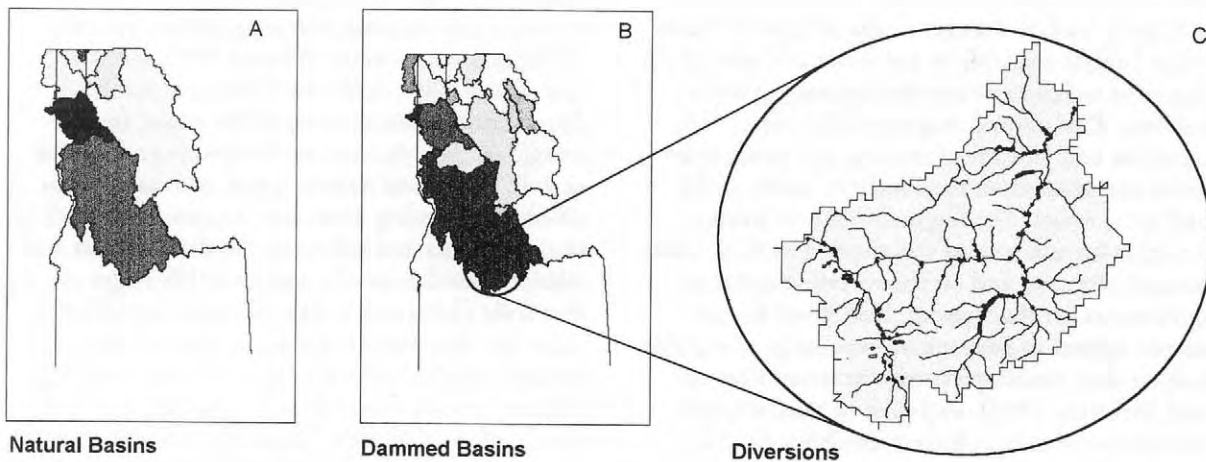 A
B
C
Natural Basins
Dammed Basins
Diversions